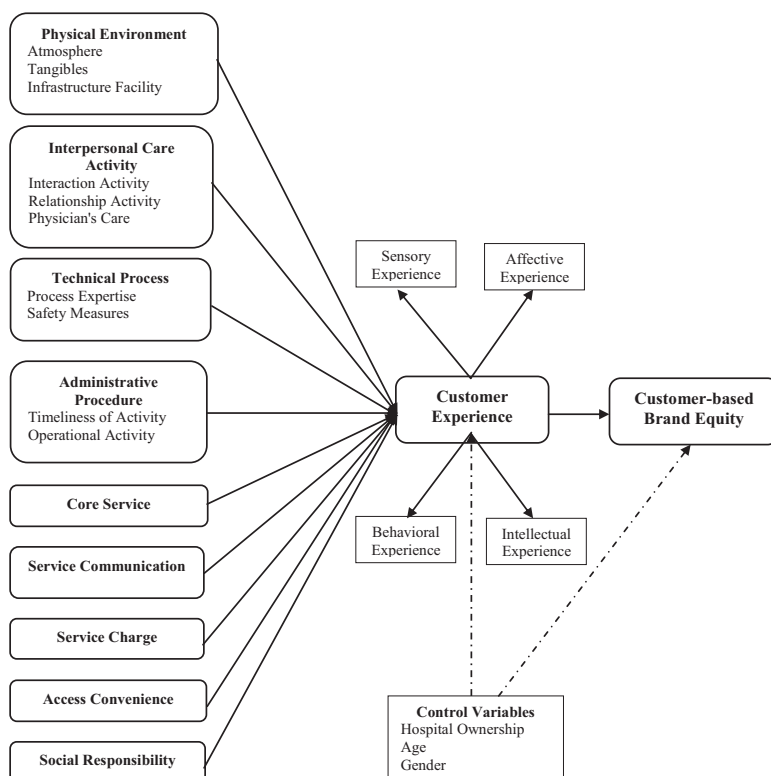 Physical Environment
Atmosphere
Tangibles
Infrastructure Facility
Interpersonal Care
Activity
Interaction Activity
Relationship Activity
Physician's Care
Technical Process
Process Expertise
Safety Measures
Administrative
Procedure
Timeliness of Activity
Operational Activity
Core Service
Service Communication
Service Charge
Access Convenience
Social Responsibility
Sensory
Experience
Affective
Experience
Customer
Experience
Customer-based
Brand Equity
Behavioral
Experience
Intellectual
Experience
Control Variables
Hospital Ownership
Age
Gender